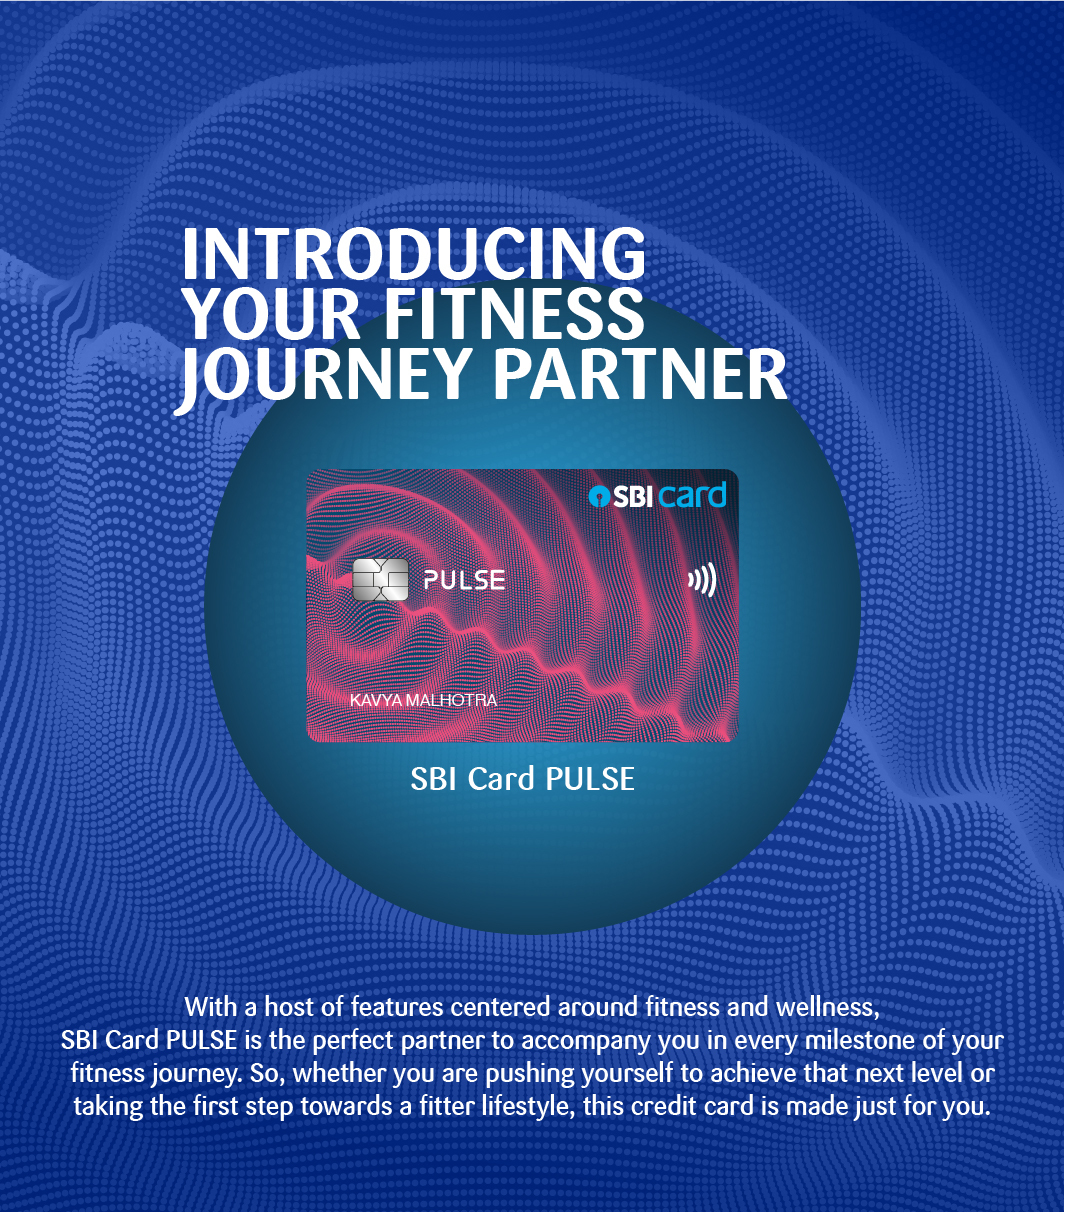 INTRODUCING
YOUR FITNESS
JOURNEY PARTNER
SBI card
PULSE
KAVYA MALHOTRA
SBI Card PULSE
With a host of features centered around fitness and wellness,
SBI Card PULSE is the perfect partner to accompany you in every milestone of your
fitness journey. So, whether you are pushing yourself to achieve that next level or
taking the first step towards a fitter lifestyle, this credit card is made just for you.